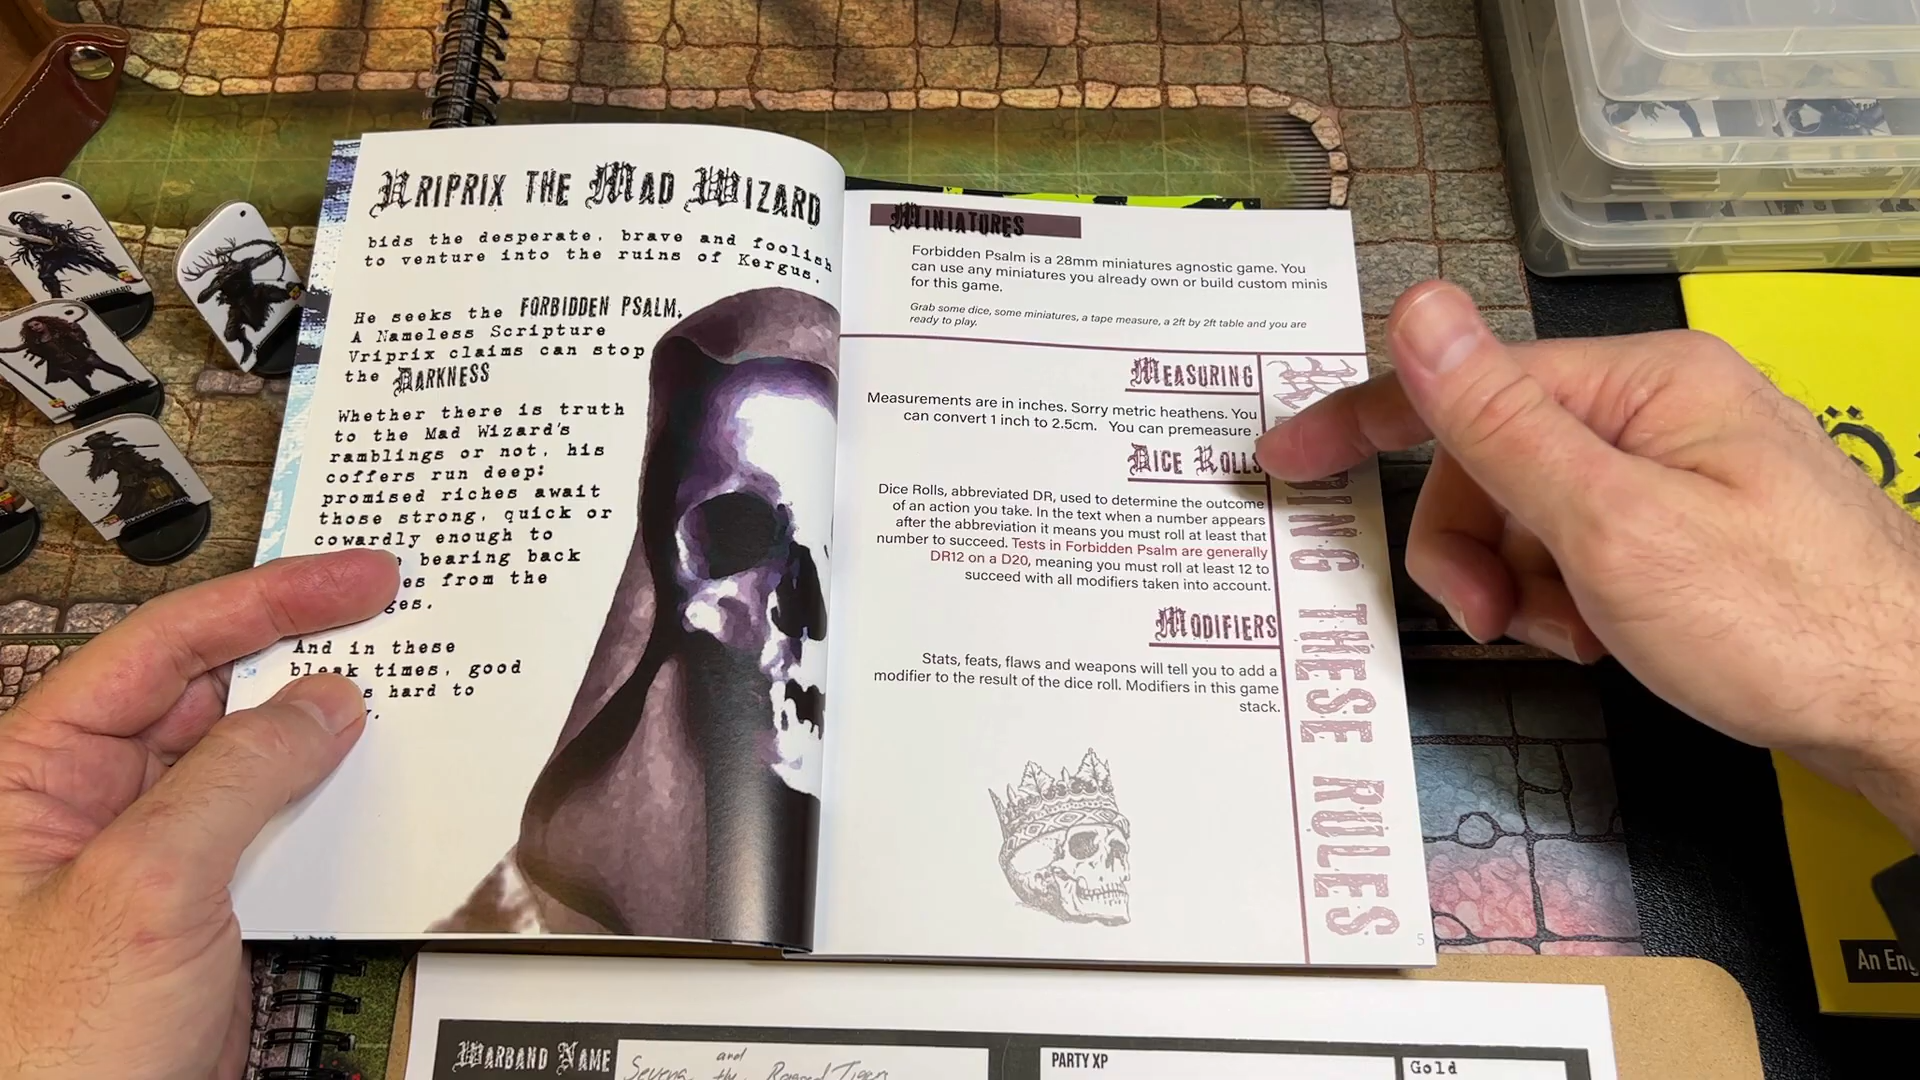 VRIPRIX THE MAD WIZARD
bids the desperate, brave and foolish
to venture into the ruins of Kergus.
He seeks the FORBIDDEN PSALM,
A Nameless Scripture
Vriprix claims can stop
the DARKNESS
Whether there is truth
to the Mad Wizard's
ramblings or not, his
coffers run deep:
promised riches await
those strong, quick or
cowardly enough to
bearing back
from the
And in these
bleak times, good
hard to
MINIATURES
Forbidden Psalm is a 28mm miniatures agnostic game. You
can use any miniatures you already own or build custom minis
for this game.
Grab some dice, some miniatures, a tape measure, a 2ft by 2ft table and you are
ready to play.
MEASURING
Measurements are in inches. Sorry metric heathens. You
can convert 1 inch to 2.5cm. You can premeasure .
DICE ROLLS
Dice Rolls, abbreviated DR, used to determine the outcome
of an action you take. In the text when a number appears
after the abbreviation it means you must roll at least that
number to succeed. Tests in Forbidden Psalm are generally
DR12 on a D20, meaning you must roll at least 12 to
succeed with all modifiers taken into account.
MODIFIERS
Stats, feats, flaws and weapons will tell you to add a
modifier to the result of the dice roll. Modifiers in this game
stack.
THESE RULES
5
WARBAND NAME
and
PARTY XP
Gold
An Eng